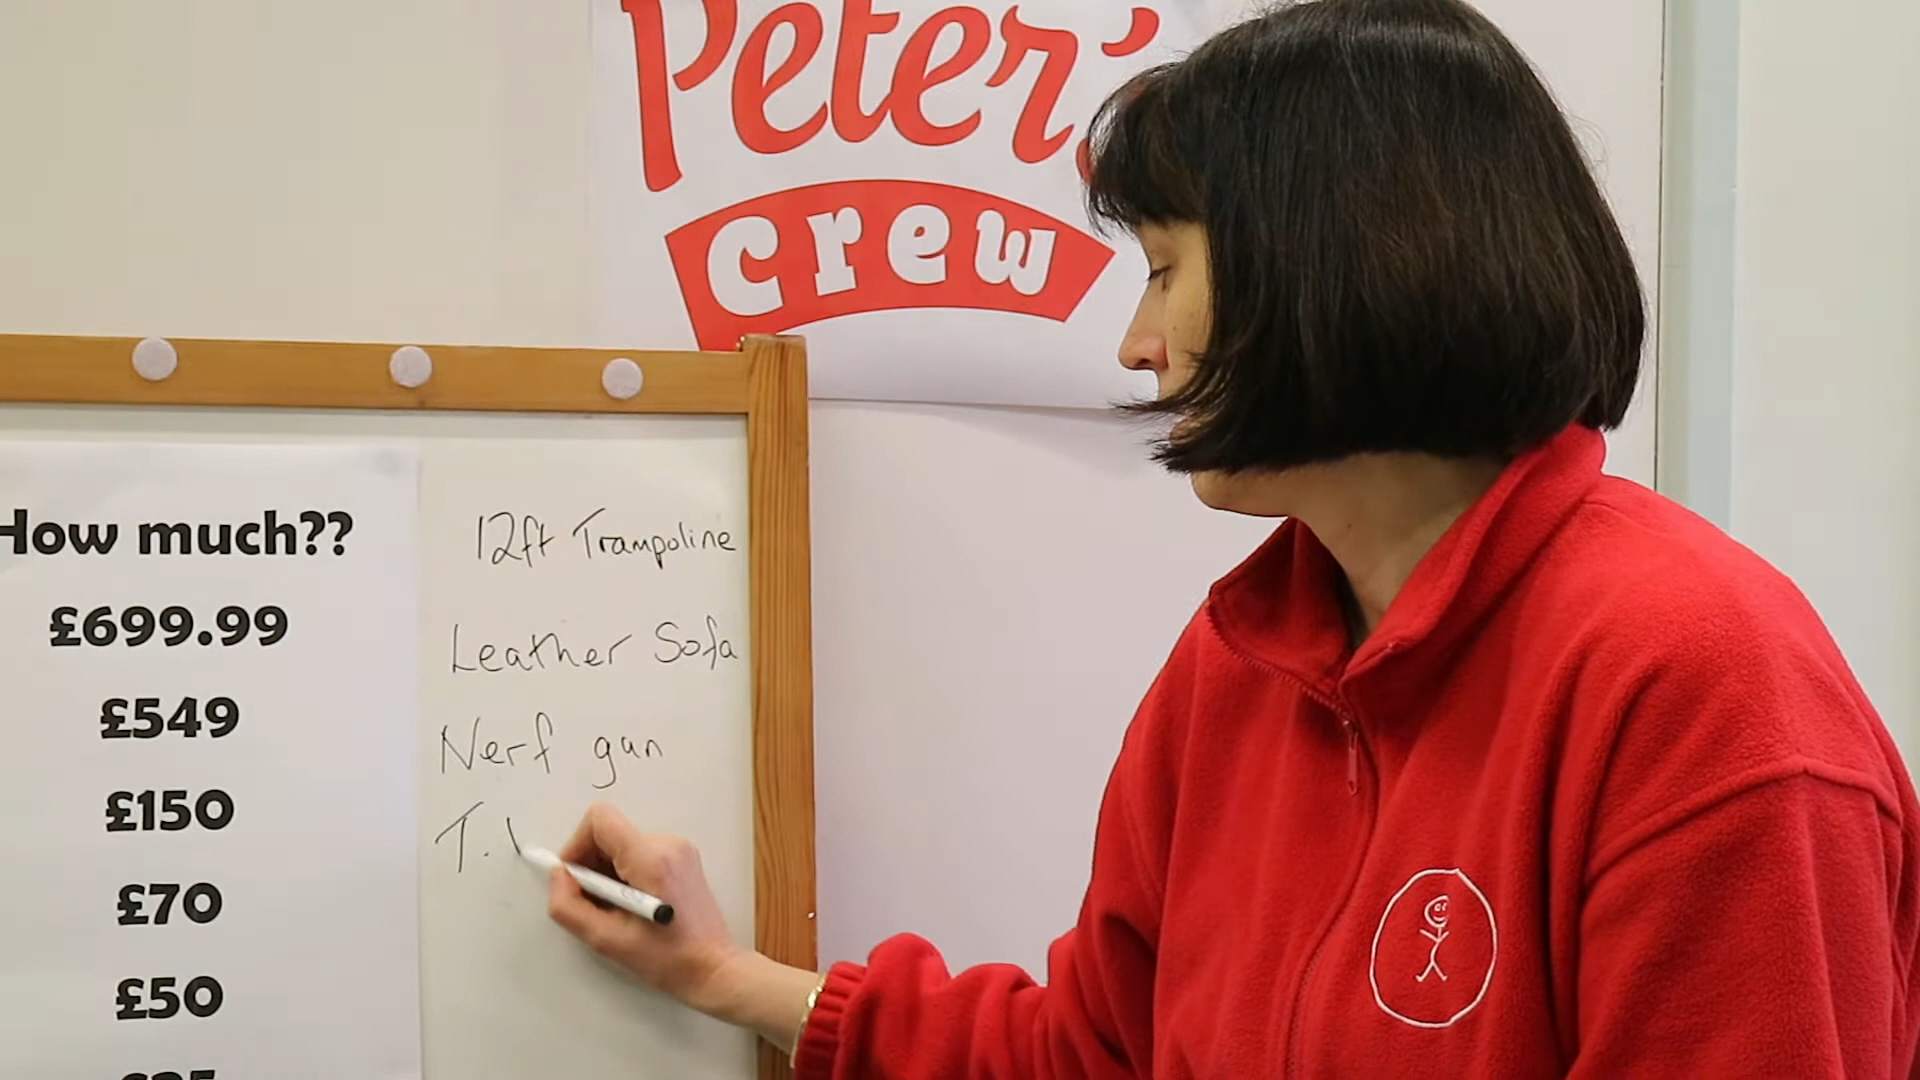 Peter's
crew
How much??
£699.99
£549
£150
£70
£50
12ft Trampoline
Leather Sofa
Nerf gun
T.V